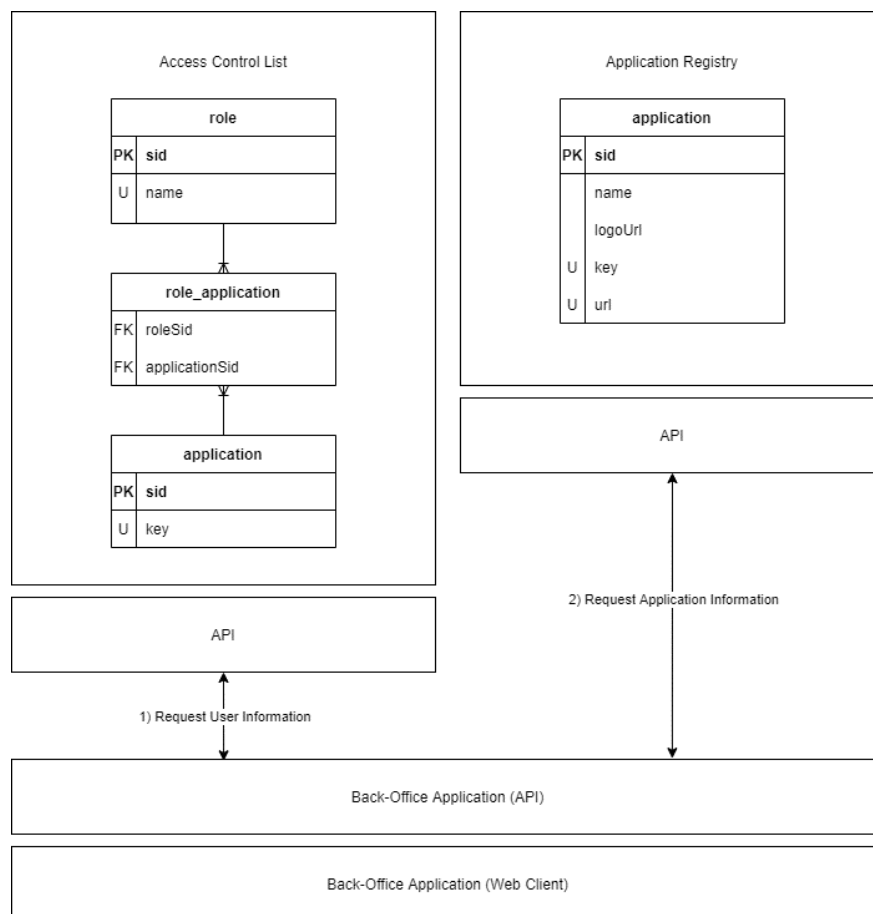 Access Control List
role
PK sid
U name
role_application
FK roleSid
FK applicationSid
application
PK sid
U key
API
1) Request User Information
Application Registry
application
PK sid
name
logoUrl
U key
U url
API
2) Request Application Information
Back-Office Application (API)
Back-Office Application (Web Client)